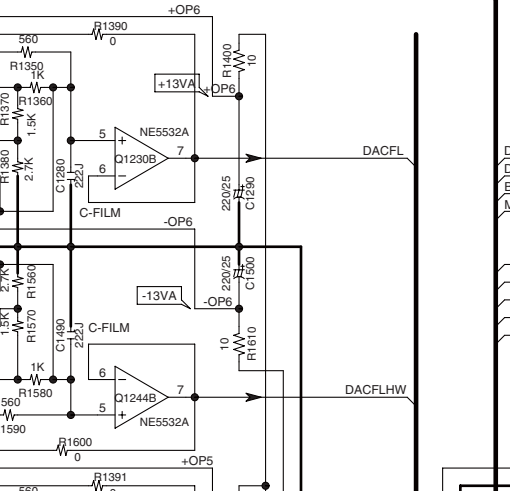 +OP6
R1390
0
560
R1350
1K
R1360
R1370
1.5K
R1380
2.7K
C1280
222J
C-FILM
5
+
6
−
NE5532A
Q1230B
7
R1400
10
+13VA
+OP6
DACFL
220/25
C1290
-OP6
220/25
C1500
-13VA
-OP6
10
R1610
2.7K
R1560
1.5K
R1570
C1490
222J
C-FILM
1K
R1580
560
1590
6
−
5
+
Q1244B
NE5532A
7
DACFLHW
R1600
0
+OP5
R1391
0
560